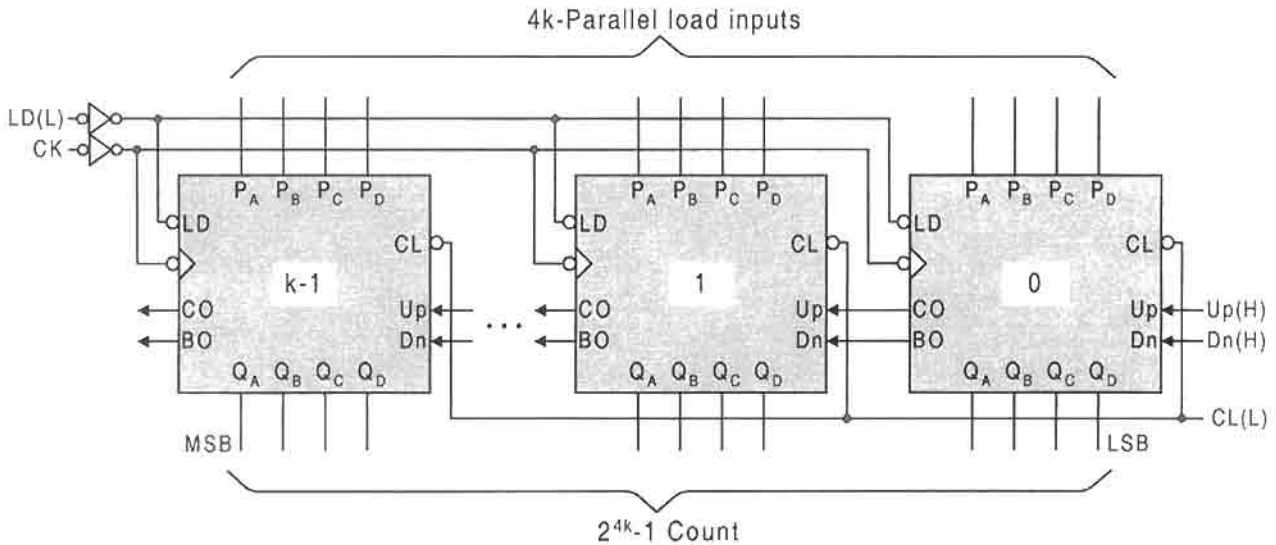 4k-Parallel load inputs
LD(L)
CK
P_A P_B P_C P_D
LD
CL
k-1
CO
Up
BO
Dn
Q_A Q_B Q_C Q_D
MSB
...
P_A P_B P_C P_D
LD
CL
1
CO
Up
BO
Dn
Q_A Q_B Q_C Q_D
P_A P_B P_C P_D
LD
CL
0
CO
Up
BO
Dn
Q_A Q_B Q_C Q_D
LSB
Up(H)
Dn(H)
CL(L)
2^4k-1 Count